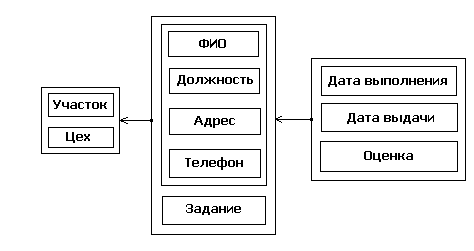 Участок
Цех
ФИО
Должность
Адрес
Телефон
Задание
Дата выполнения
Дата выдачи
Оценка